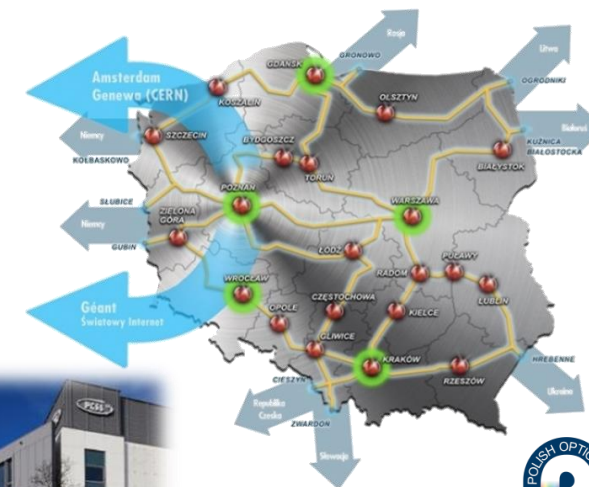 Rosja
GRONOWO
Litwa
GDAŃSK
Amsterdam
Genewa (CERN)
OGRODNIKI
KOSZALIN
OLSZTYN
Niemcy
SZCZECIN
BYDGOSZCZ
Białoruś
KUŹNICA
BIAŁOSTOCKA
KOŁBASKOWO
BIAŁYSTOK
TORUŃ
POZNAŃ
SŁUBICE
WARSZAWA
ZIELONA
GÓRA
Niemcy
GUBIN
ŁÓDŹ
RADOM
PUŁAWY
WROCŁAW
Géant
Światowy Internet
CZĘSTOCHOWA
LUBLIN
OPOLE
KIELCE
GLIWICE
KRAKÓW
HREBENNE
RZESZÓW
CIESZYN
Ukraina
Republika
Czeska
ZWARDOŃ
Słowacja
PCSS
POLISH OPTIC